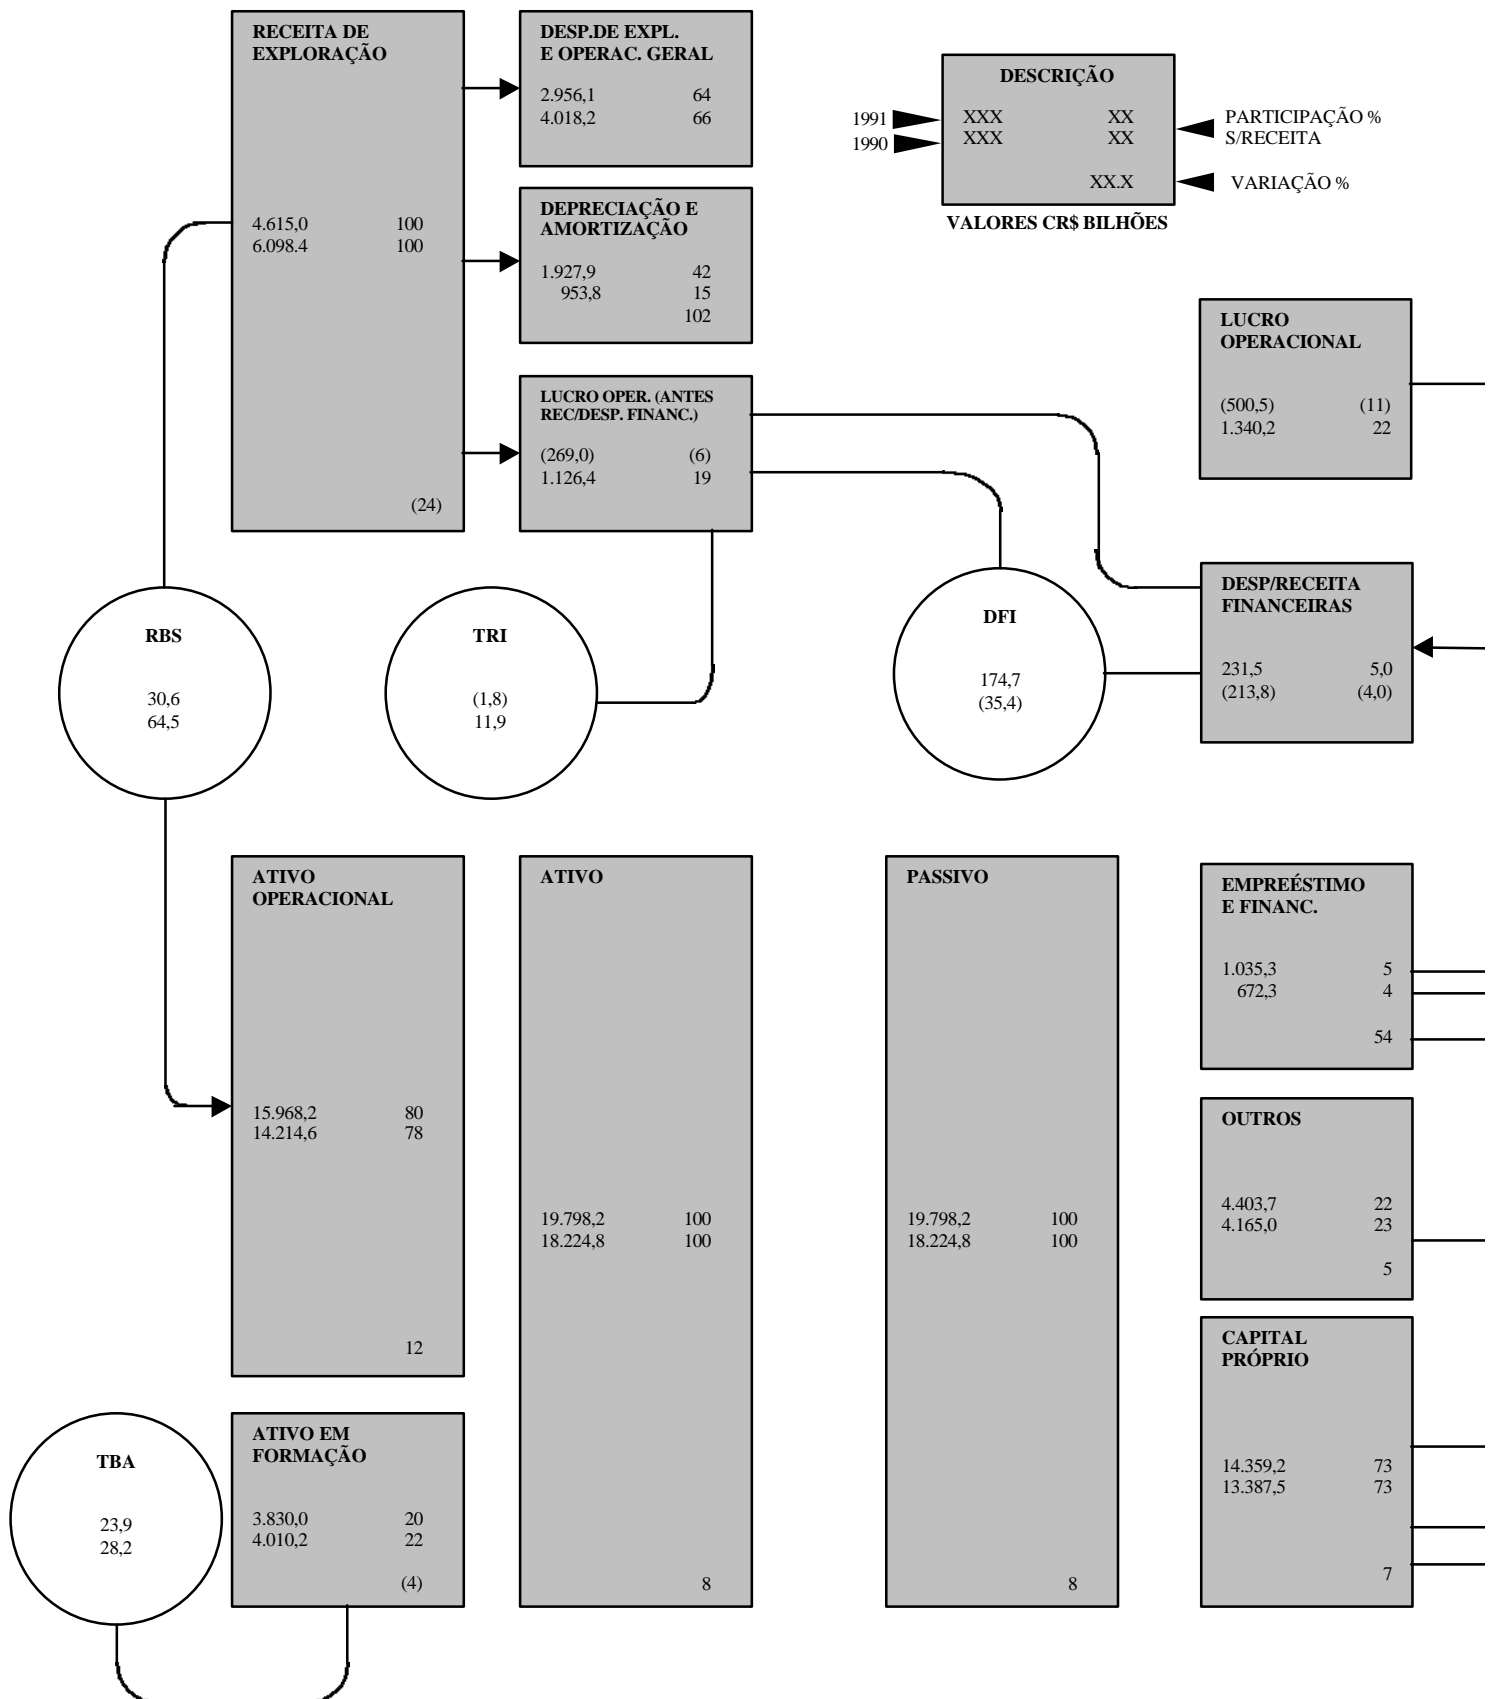 RECEITA DE
EXPLORAÇÃO
4.615,0 100
6.098.4 100
(24)
DESP.DE EXPL.
E OPERAC. GERAL
2.956,1 64
4.018,2 66
DEPRECIAÇÃO E
AMORTIZAÇÃO
1.927,9 42
953,8 15
102
LUCRO OPER. (ANTES
REC/DESP. FINANC.)
(269,0) (6)
1.126,4 19
DESCRIÇÃO
1991 XXX XX PARTICIPAÇÃO %
1990 XXX XX S/RECEITA
XX.X VARIAÇÃO %
VALORES CR$ BILHÕES
LUCRO
OPERACIONAL
(500,5) (11)
1.340,2 22
RBS
30,6
64,5
TRI
(1,8)
11,9
DFI
174,7
(35,4)
DESP/RECEITA
FINANCEIRAS
231,5 5,0
(213,8) (4,0)
ATIVO
OPERACIONAL
15.968,2 80
14.214,6 78
12
ATIVO
19.798,2 100
18.224,8 100
8
PASSIVO
19.798,2 100
18.224,8 100
8
EMPREÉSTIMO
E FINANC.
1.035,3 5
672,3 4
54
OUTROS
4.403,7 22
4.165,0 23
5
CAPITAL
PRÓPRIO
14.359,2 73
13.387,5 73
7
TBA
23,9
28,2
ATIVO EM
FORMAÇÃO
3.830,0 20
4.010,2 22
(4)